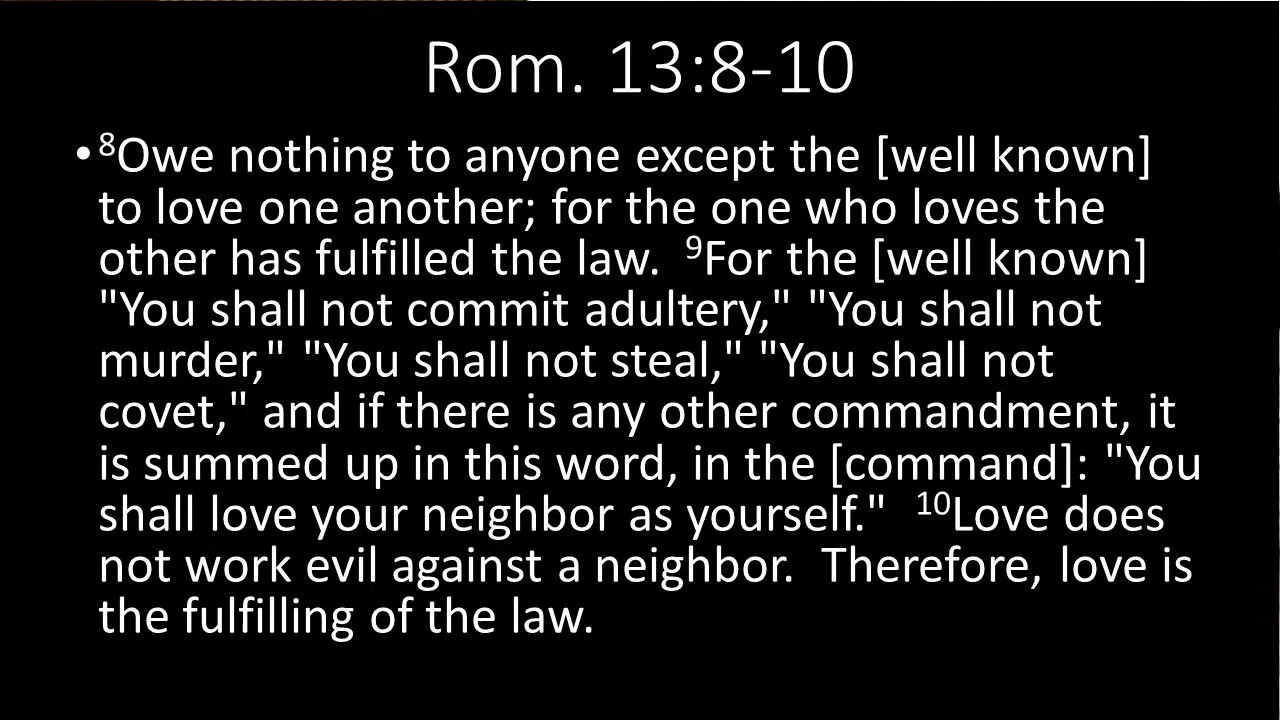 Rom. 13:8-10
• ⁸Owe nothing to anyone except the [well known]
to love one another; for the one who loves the
other has fulfilled the law.  ⁹For the [well known]
"You shall not commit adultery," "You shall not
murder," "You shall not steal," "You shall not
covet," and if there is any other commandment, it
is summed up in this word, in the [command]: "You
shall love your neighbor as yourself."  ¹⁰Love does
not work evil against a neighbor.  Therefore, love is
the fulfilling of the law.